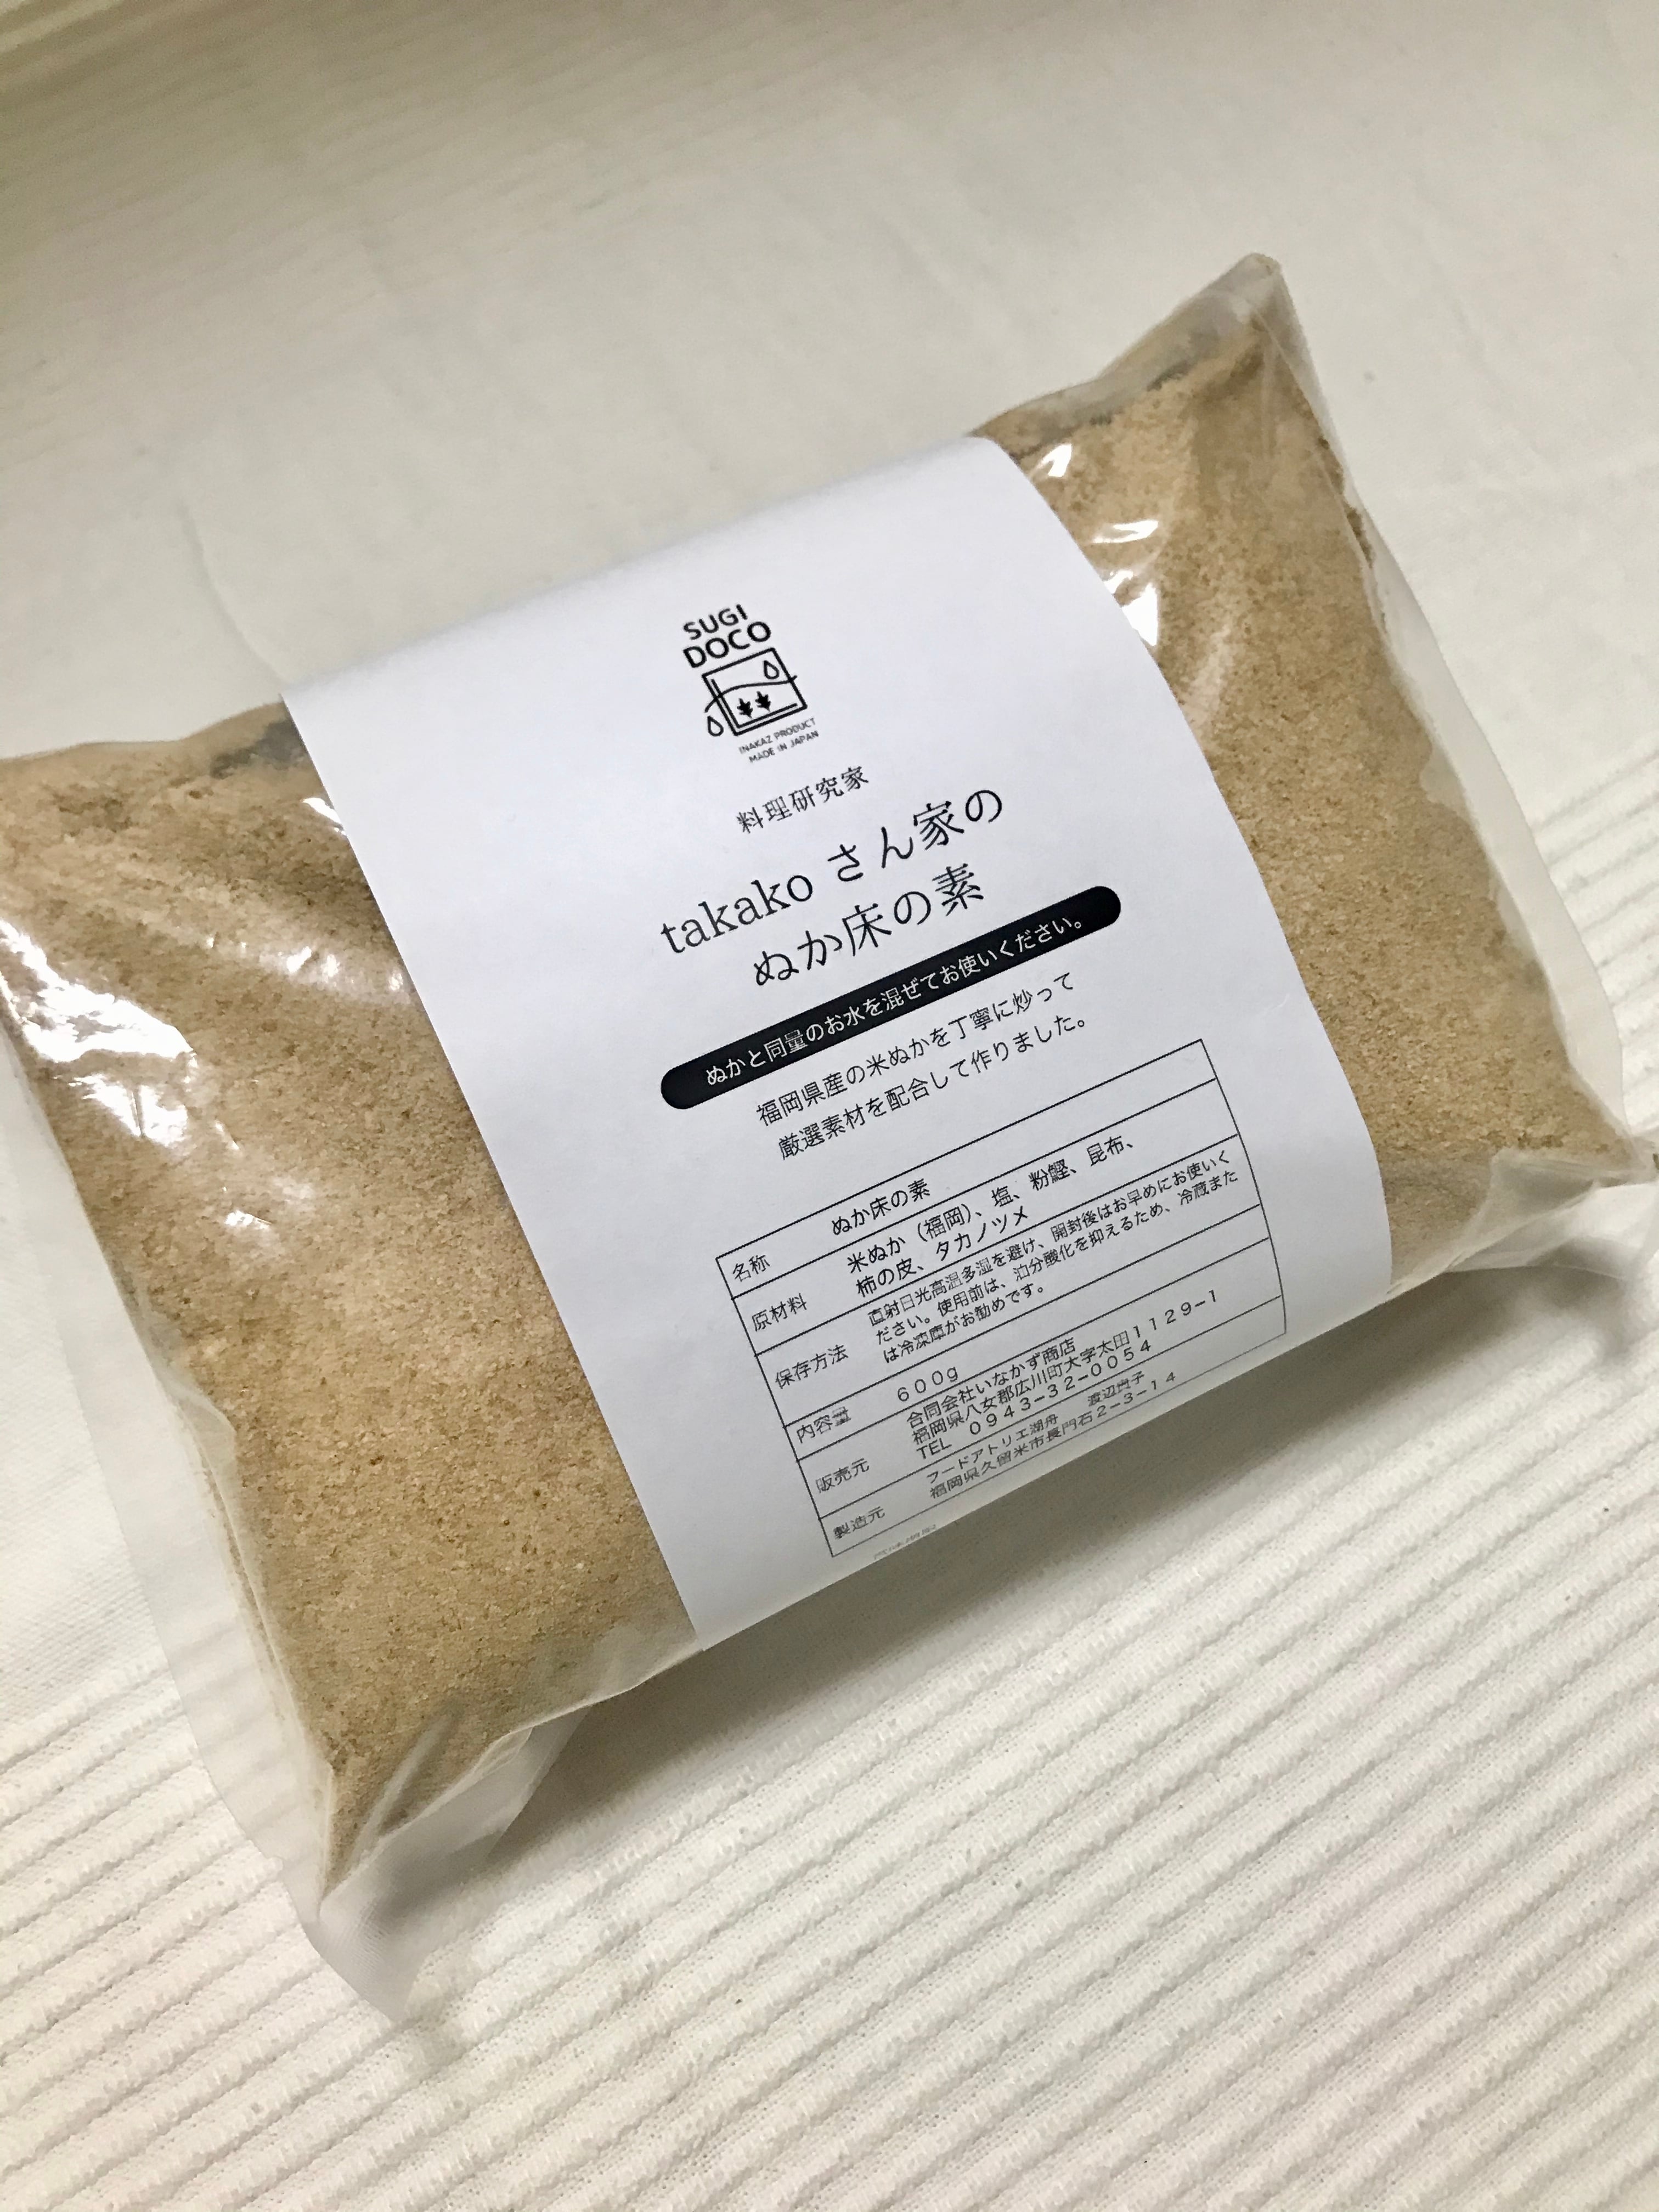 SUGI
DOCO
INAKAZ PRODUCT
MADE IN JAPAN
料理研究家
takako さん家の
ぬか床の素
ぬかと同量のお水を混ぜてお使いください。
福岡県産の米ぬかを丁寧に炒って
厳選素材を配合して作りました。
名称 ぬか床の素
原材料 米ぬか（福岡）、塩、粉鰹、昆布、
柿の皮、タカノツメ
保存方法 直射日光高温多湿を避け、開封後はお早めにお使いく
ださい。使用前は、油分酸化を抑えるため、冷蔵また
は冷凍庫がお勧めです。
内容量 600g
販売元 合同会社いなかず商店
福岡県八女郡広川町大字太田1129-1
TEL 0943-32-0054
製造元 フードアトリエ湖舟 渡辺貴子
福岡県久留米市長門石2-3-14